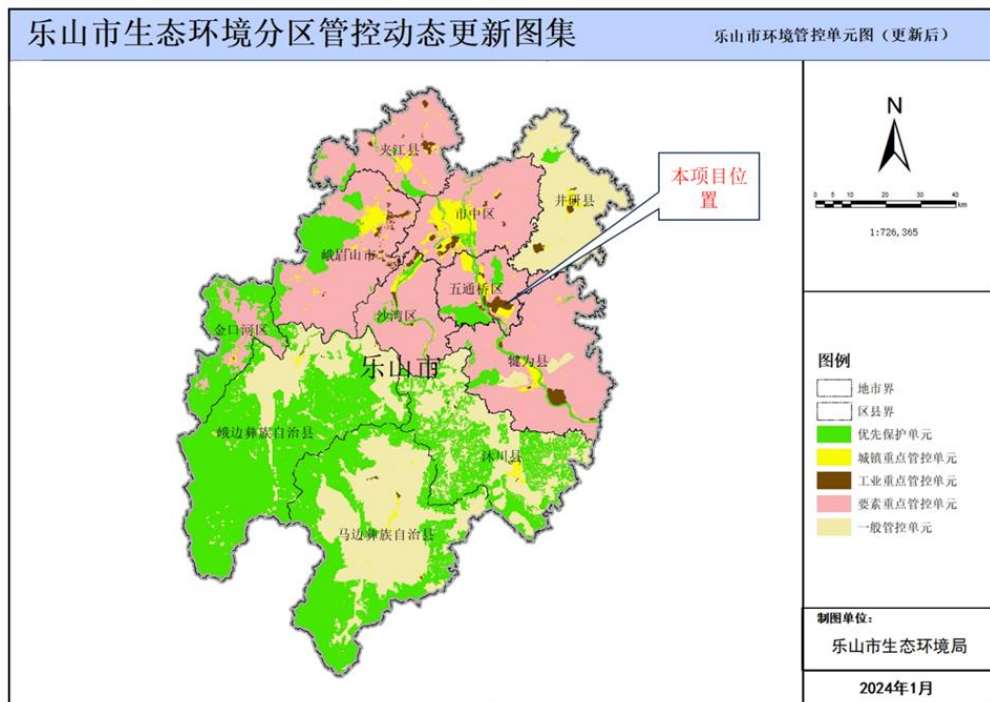 乐山市生态环境分区管控动态更新图集
乐山市环境管控单元图（更新后）
N
0 5 10 20 30 40
km
1:726,365
本项目位
置
夹江县
市中区
井研县
峨眉山市
五通桥区
沙湾区
金口河区
犍为县
乐山市
峨边彝族自治县
沐川县
马边彝族自治县
图例
地市界
区县界
优先保护单元
城镇重点管控单元
工业重点管控单元
要素重点管控单元
一般管控单元
制图单位：
乐山市生态环境局
2024年1月